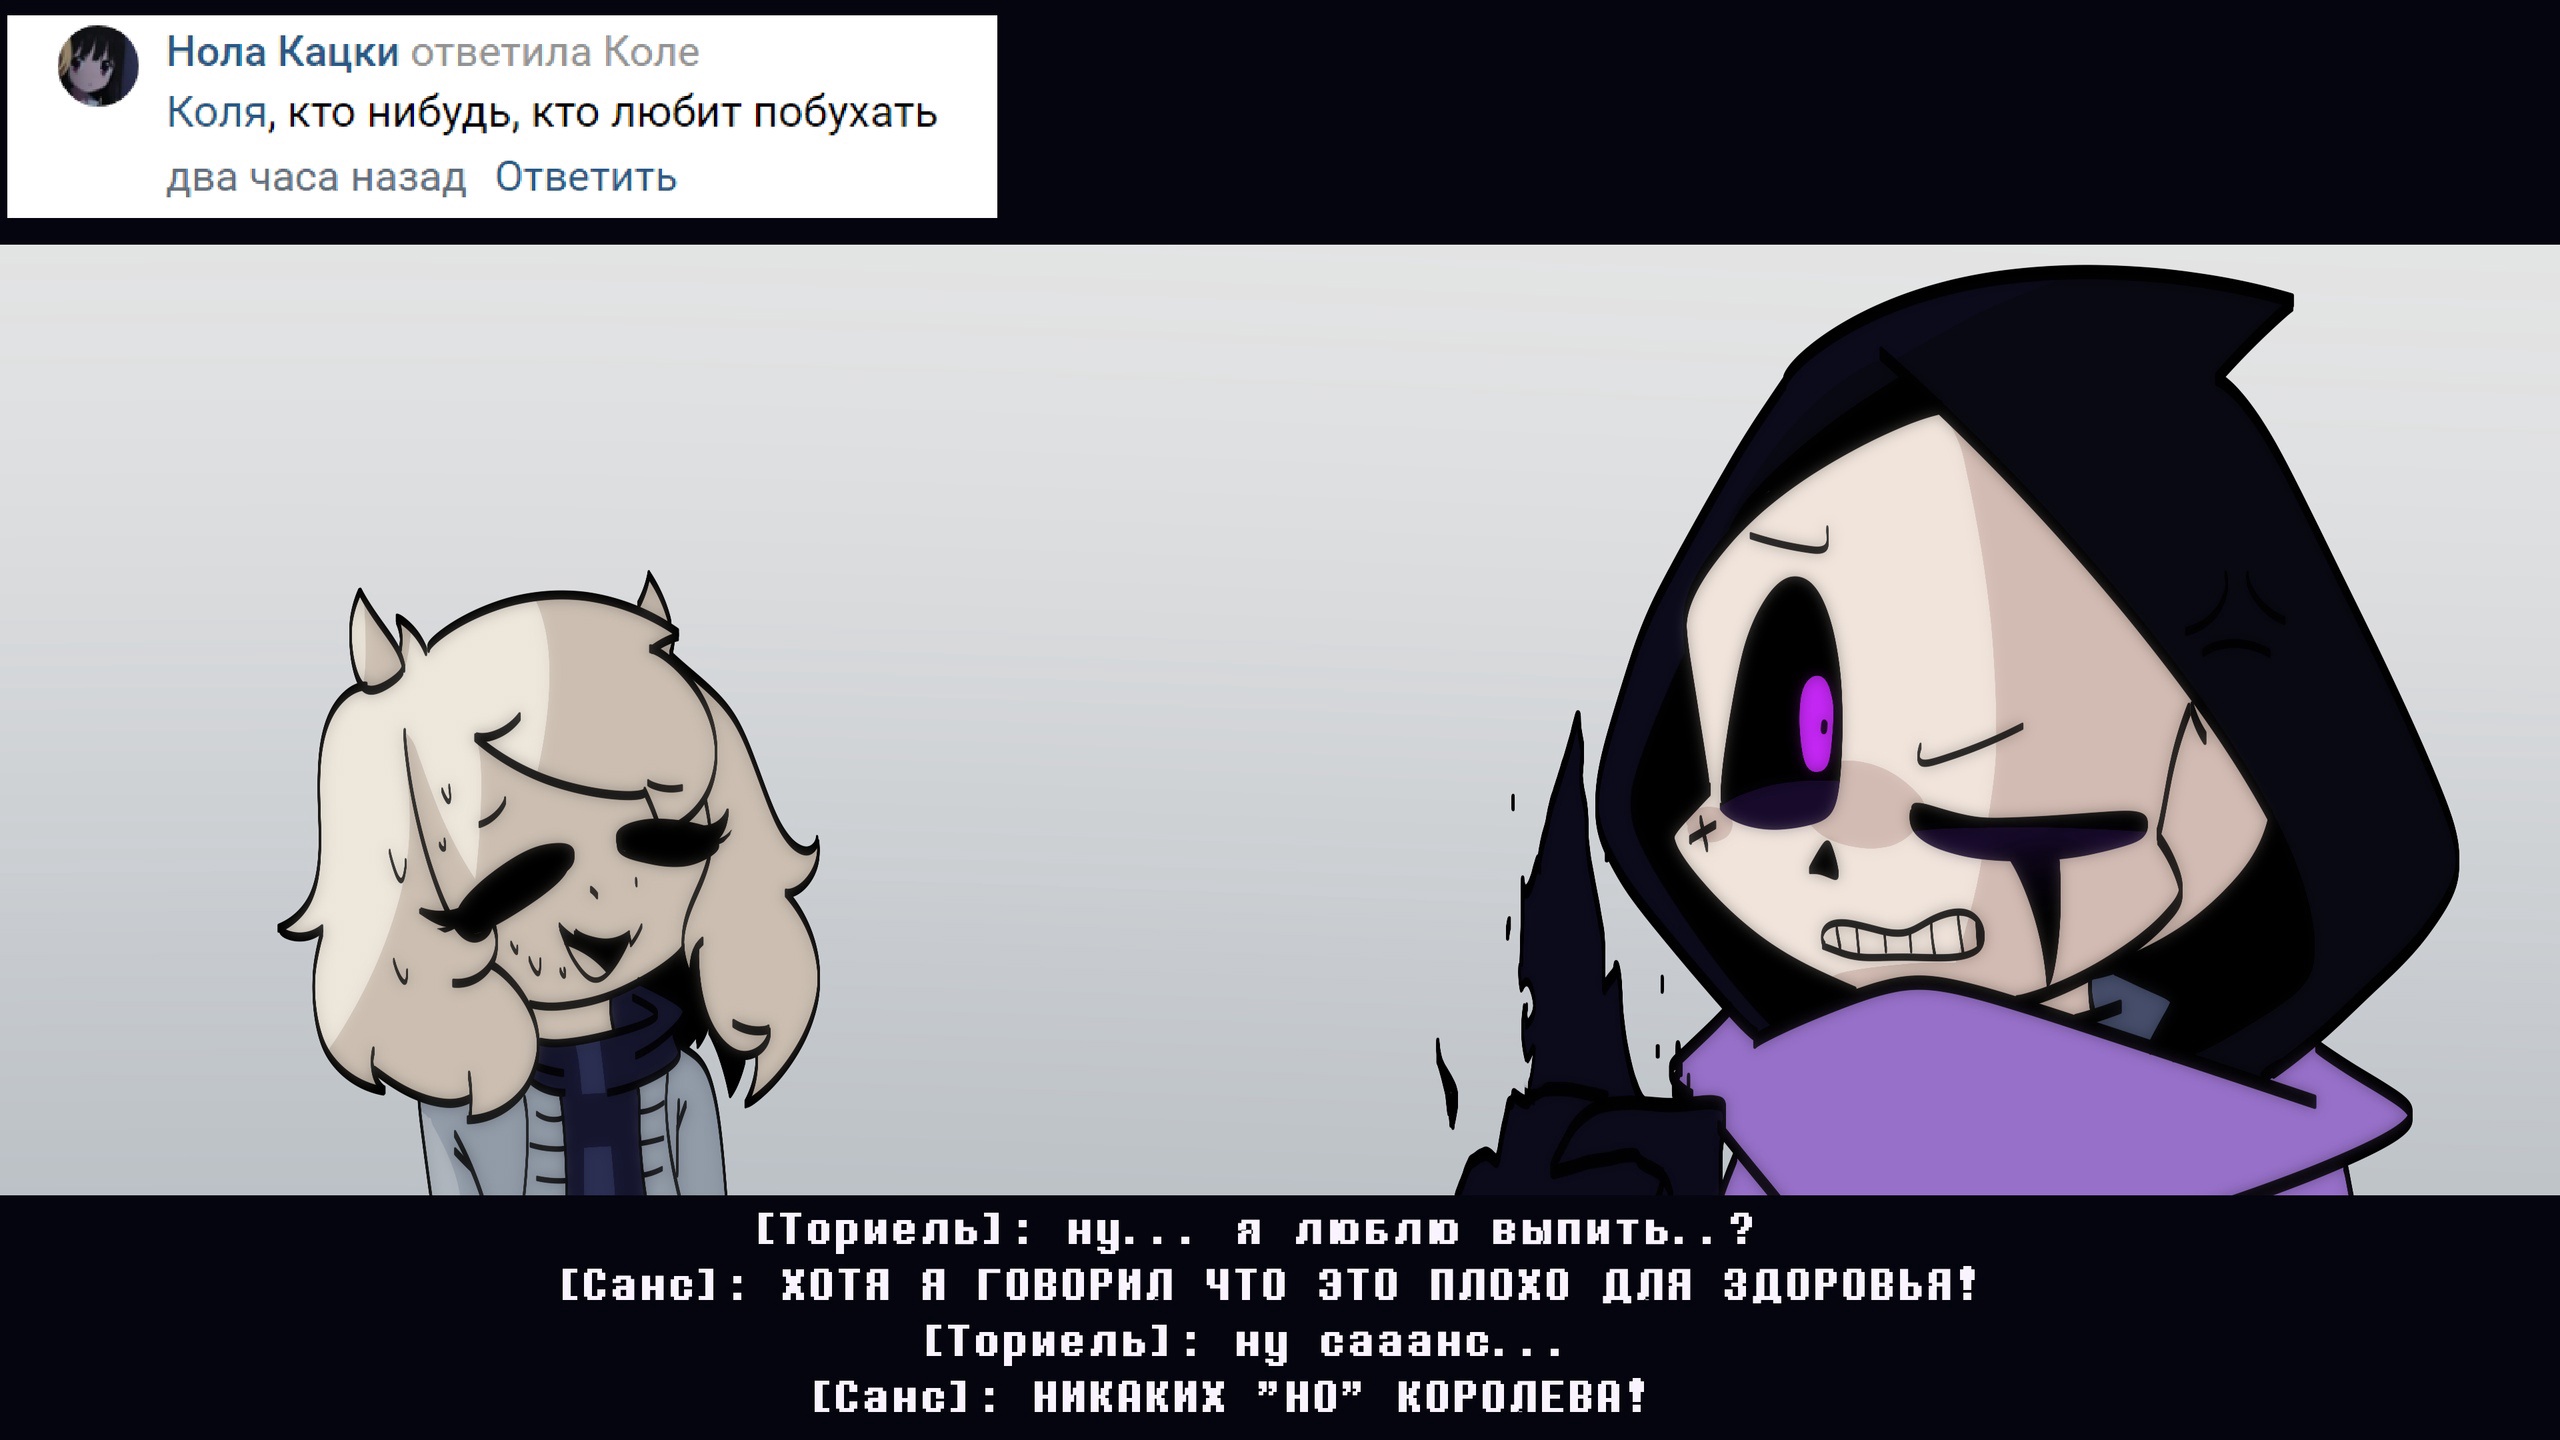 Нола Кацки ответила Коле
Коля, кто нибудь, кто любит побухать
два часа назад Ответить
[Ториель]: ну... я люблю выпить..?
[Санс]: ХОТЯ Я ГОВОРИЛ ЧТО ЭТО ПЛОХО ДЛЯ ЗДОРОВЬЯ!
[Ториель]: ну сааанс...
[Санс]: НИКАКИХ "НО" КОРОЛЕВА!